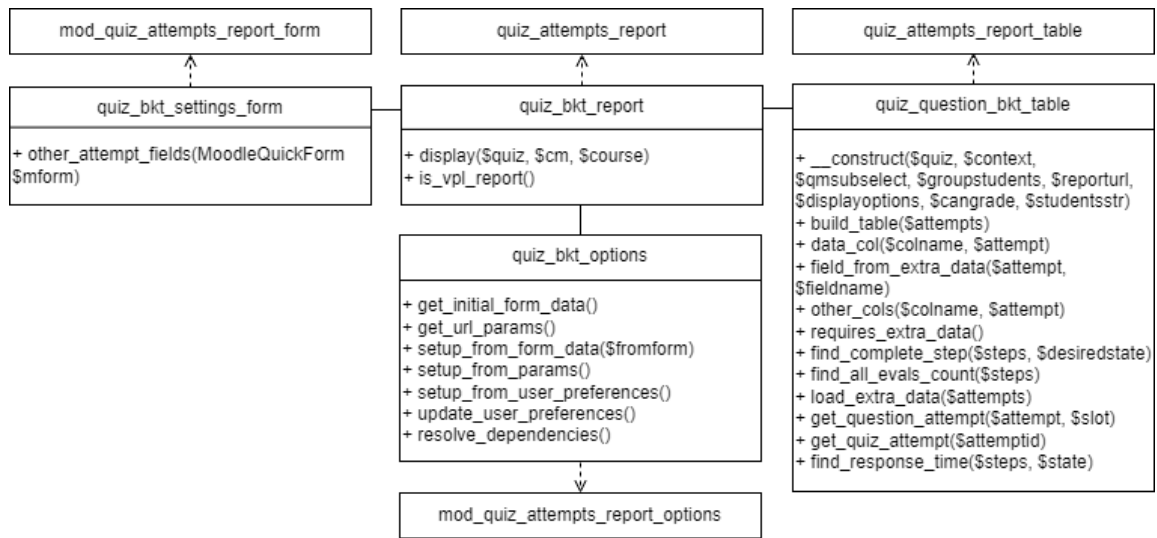 mod_quiz_attempts_report_form
quiz_attempts_report
quiz_attempts_report_table
quiz_bkt_settings_form
+ other_attempt_fields(MoodleQuickForm
$mform)
quiz_bkt_report
+ display($quiz, $cm, $course)
+ is_vpl_report()
quiz_question_bkt_table
+ __construct($quiz, $context,
$qmsubselect, $groupstudents, $reporturl,
$displayoptions, $cangrade, $studentsstr)
+ build_table($attempts)
+ data_col($colname, $attempt)
+ field_from_extra_data($attempt,
$fieldname)
+ other_cols($colname, $attempt)
+ requires_extra_data()
+ find_complete_step($steps, $desiredstate)
+ find_all_evals_count($steps)
+ load_extra_data($attempts)
+ get_question_attempt($attempt, $slot)
+ get_quiz_attempt($attemptid)
+ find_response_time($steps, $state)
quiz_bkt_options
+ get_initial_form_data()
+ get_url_params()
+ setup_from_form_data($fromform)
+ setup_from_params()
+ setup_from_user_preferences()
+ update_user_preferences()
+ resolve_dependencies()
mod_quiz_attempts_report_options